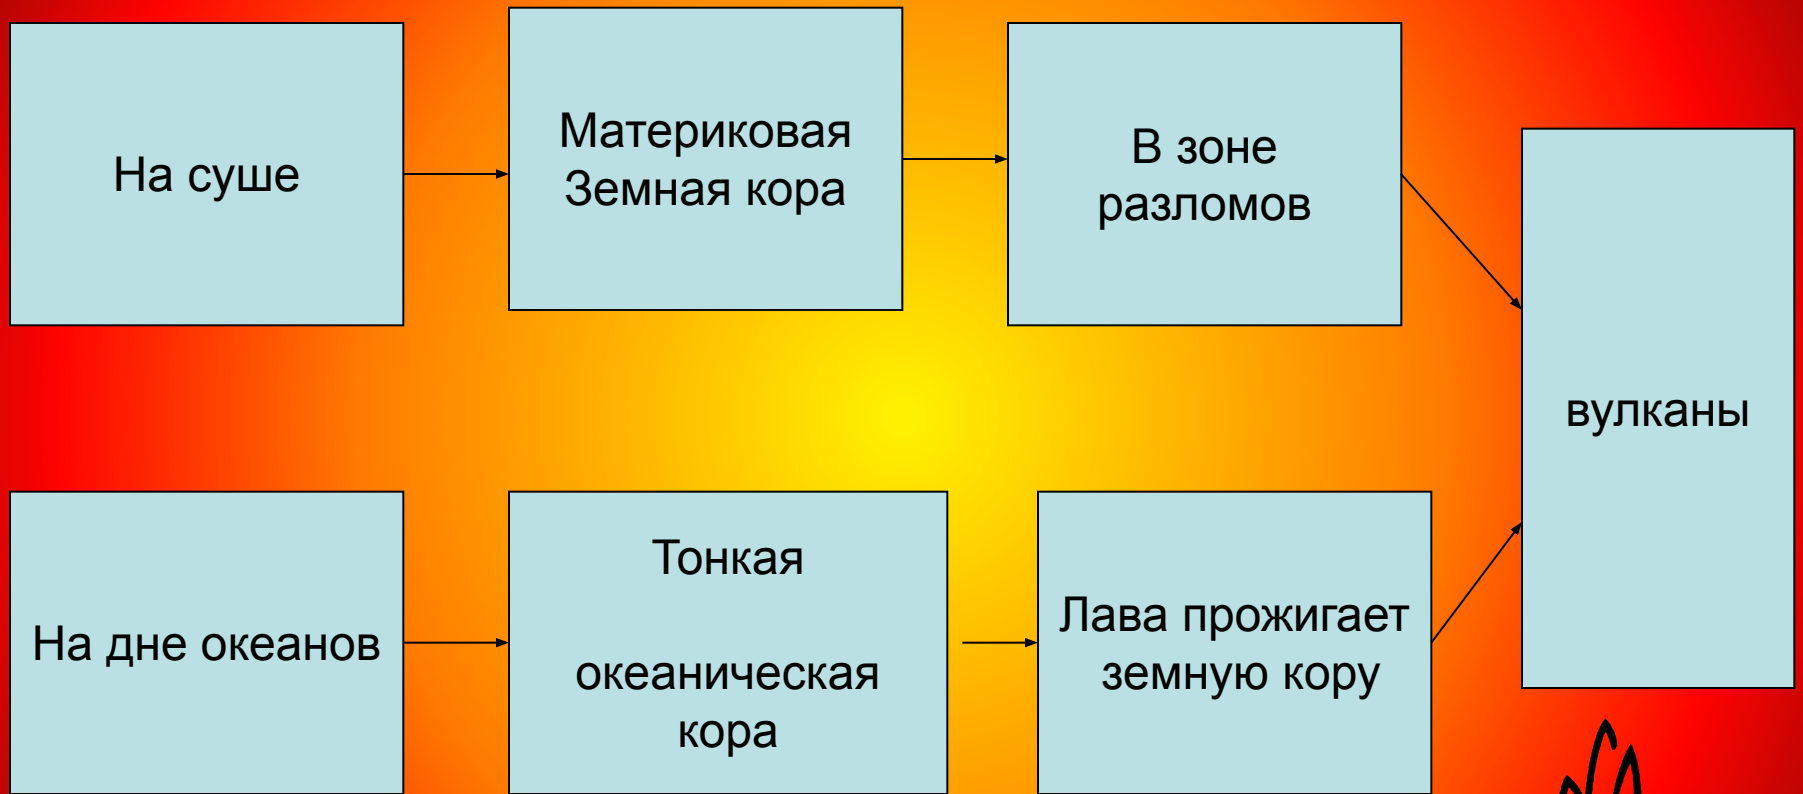 На суше
Материковая
Земная кора
В зоне
разломов
вулканы
На дне океанов
Тонкая
океаническая
кора
Лава прожигает
земную кору